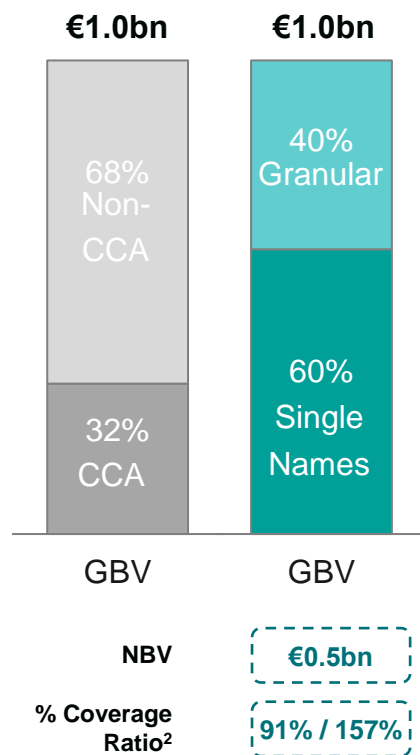 €1.0bn €1.0bn
68%
Non-
CCA
40%
Granular
32%
CCA
60%
Single
Names
GBV GBV
NBV €0.5bn
% Coverage
Ratio² 91% / 157%